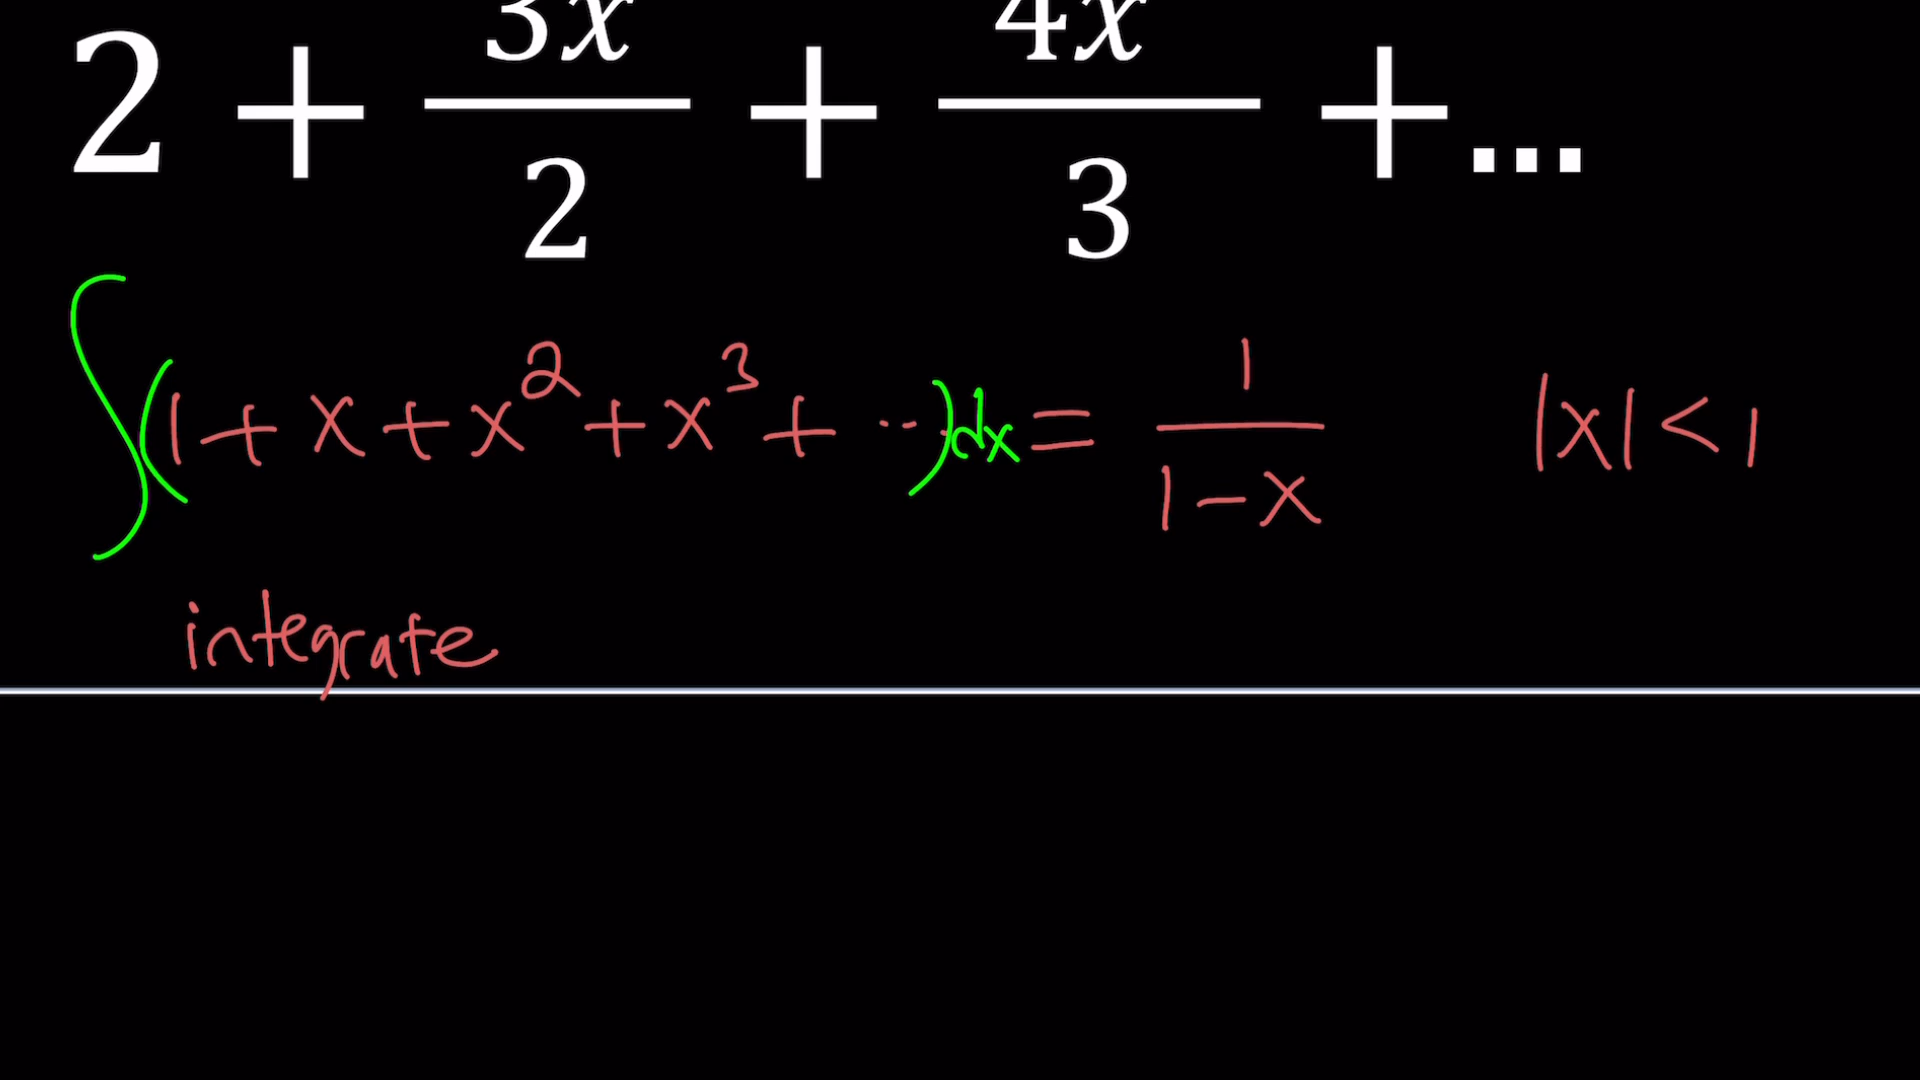 2 + 3x/2 + 4x/3 + ...
∫(1 + x + x² + x³ + ...)dx = 1/(1-x) |x| < 1
integrate